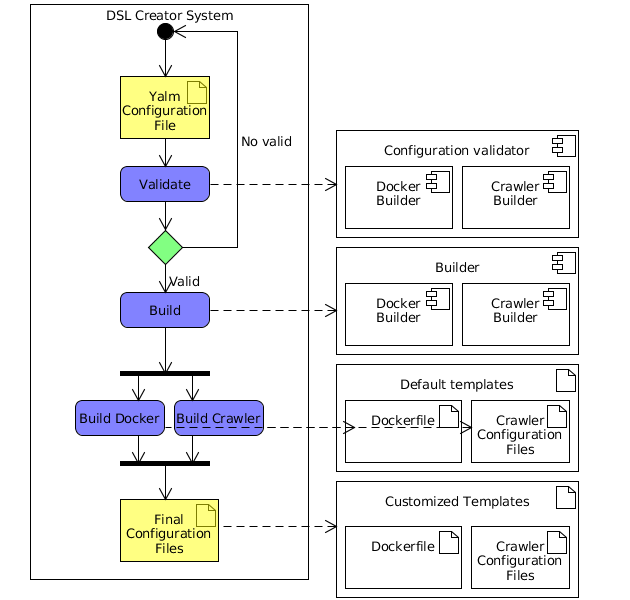 DSL Creator System
Yalm
Configuration
File
No valid
Validate
Valid
Build
Build Docker
Build Crawler
Final
Configuration
Files
Configuration validator
Docker
Builder
Crawler
Builder
Builder
Docker
Builder
Crawler
Builder
Default templates
Dockerfile
Crawler
Configuration
Files
Customized Templates
Dockerfile
Crawler
Configuration
Files